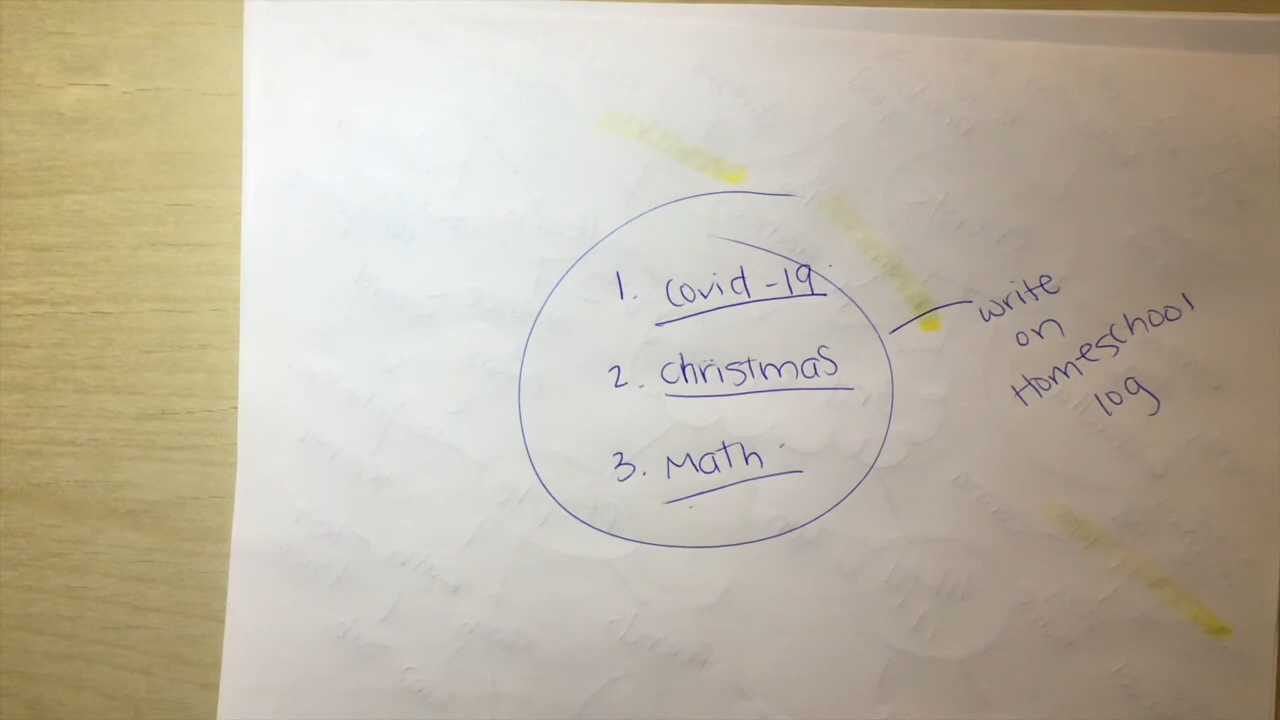 1. Covid-19
2. Christmas
3. Math
write
on
Homeschool
log